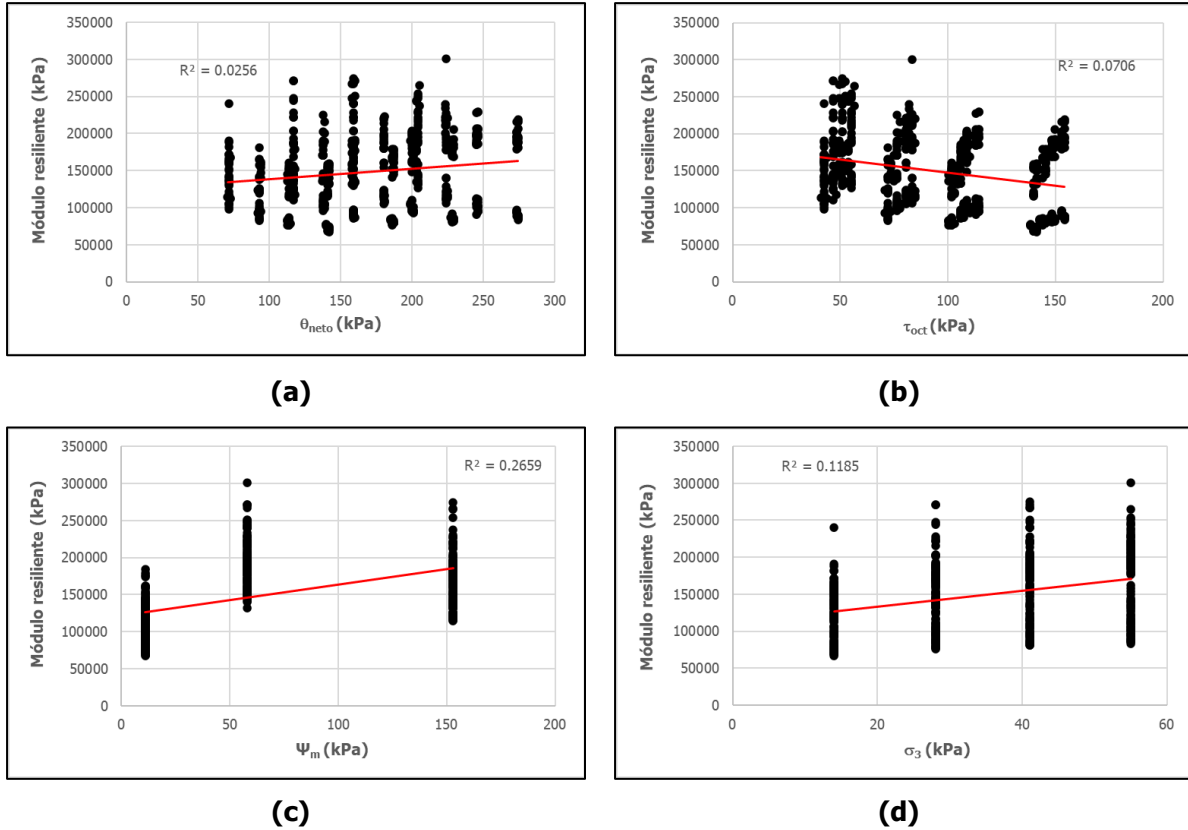 350000
300000
250000
200000
150000
100000
50000
0
Módulo resiliente (kPa)
R² = 0.0256
0 50 100 150 200 250 300
θneto (kPa)
(a)
350000
300000
250000
200000
150000
100000
50000
0
Módulo resiliente (kPa)
R² = 0.0706
0 50 100 150 200
τoct (kPa)
(b)
350000
300000
250000
200000
150000
100000
50000
0
Módulo resiliente (kPa)
R² = 0.2659
0 50 100 150 200
Ψm (kPa)
(c)
350000
300000
250000
200000
150000
100000
50000
0
Módulo resiliente (kPa)
R² = 0.1185
0 20 40 60
σ3 (kPa)
(d)